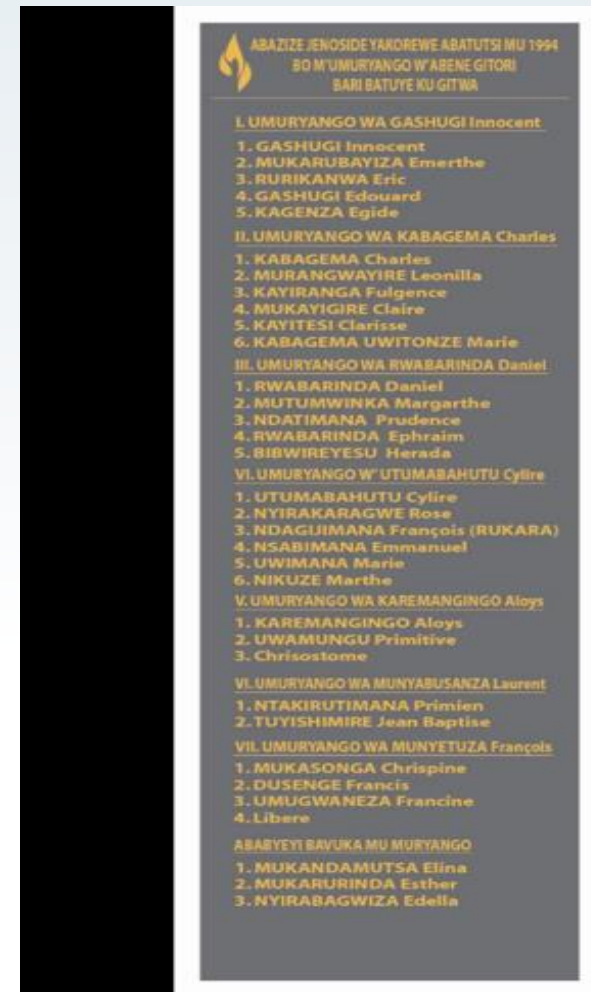 ABAZIZE JENOSIDE YAKOREWE ABATUTSI MU 1994
BO M'UMURYANGO W'ABENE GITORI
BARI BATUYE KU GITWA
I. UMURYANGO WA GASHUGI Innocent
1. GASHUGI Innocent
2. MUKARUBAYIZA Emerthe
3. RURIKANWA Eric
4. GASHUGI Edouard
5. KAGENZA Egide
II. UMURYANGO WA KABAGEMA Charles
1. KABAGEMA Charles
2. MURANGWAYIRE Leonilla
3. KAYIRANGA Fulgence
4. MUKAYIGIRE Claire
5. KAYITESI Clarisse
6. KABAGEMA UWITONZE Marie
III. UMURYANGO WA RWABARINDA Daniel
1. RWABARINDA Daniel
2. MUTUMWINKA Margarthe
3. NDATIMANA Prudence
4. RWABARINDA Ephraim
5. BIBWIREYESU Herada
VI. UMURYANGO W' UTUMABAHUTU Cylire
1. UTUMABAHUTU Cylire
2. NYIRAKARAGWE Rose
3. NDAGIJIMANA François (RUKARA)
4. NSABIMANA Emmanuel
5. UWIMANA Marie
6. NIKUZE Marthe
V. UMURYANGO WA KAREMANGINGO Aloys
1. KAREMANGINGO Aloys
2. UWAMUNGU Primitive
3. Chrisostome
VI. UMURYANGO WA MUNYABUSANZA Laurent
1. NTAKIRUTIMANA Primien
2. TUYISHIMIRE Jean Baptise
VII. UMURYANGO WA MUNYETUZA François
1. MUKASONGA Chrispine
2. DUSENGE Francis
3. UMUGWANEZA Francine
4. Libere
ABABYEYI BAVUKA MU MURYANGO
1. MUKANDAMUTSA Elina
2. MUKARURINDA Esther
3. NYIRABAGWIZA Edella